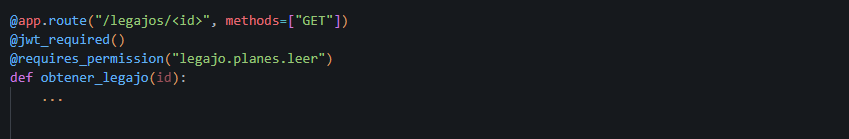 @app.route("/legajos/<id>", methods=["GET"])
@jwt_required()
@requires_permission("legajo.planes.leer")
def obtener_legajo(id):
    ...